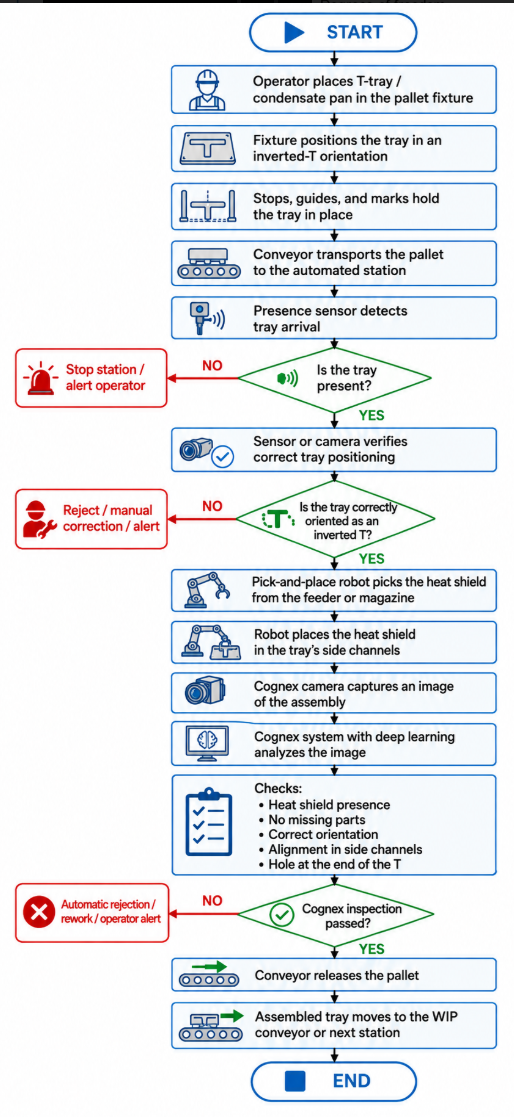 START
Operator places T-tray /
condensate pan in the pallet fixture
Fixture positions the tray in an
inverted-T orientation
Stops, guides, and marks hold
the tray in place
Conveyor transports the pallet
to the automated station
Presence sensor detects
tray arrival
Is the tray
present?
NO
Stop station /
alert operator
YES
Sensor or camera verifies
correct tray positioning
Is the tray correctly
oriented as an
inverted T?
NO
Reject / manual
correction / alert
YES
Pick-and-place robot picks the heat shield
from the feeder or magazine
Robot places the heat shield
in the tray's side channels
Cognex camera captures an image
of the assembly
Cognex system with deep learning
analyzes the image
Checks:
• Heat shield presence
• No missing parts
• Correct orientation
• Alignment in side channels
• Hole at the end of the T
Cognex inspection
passed?
NO
Automatic rejection /
rework / operator alert
YES
Conveyor releases the pallet
Assembled tray moves to the WIP
conveyor or next station
END